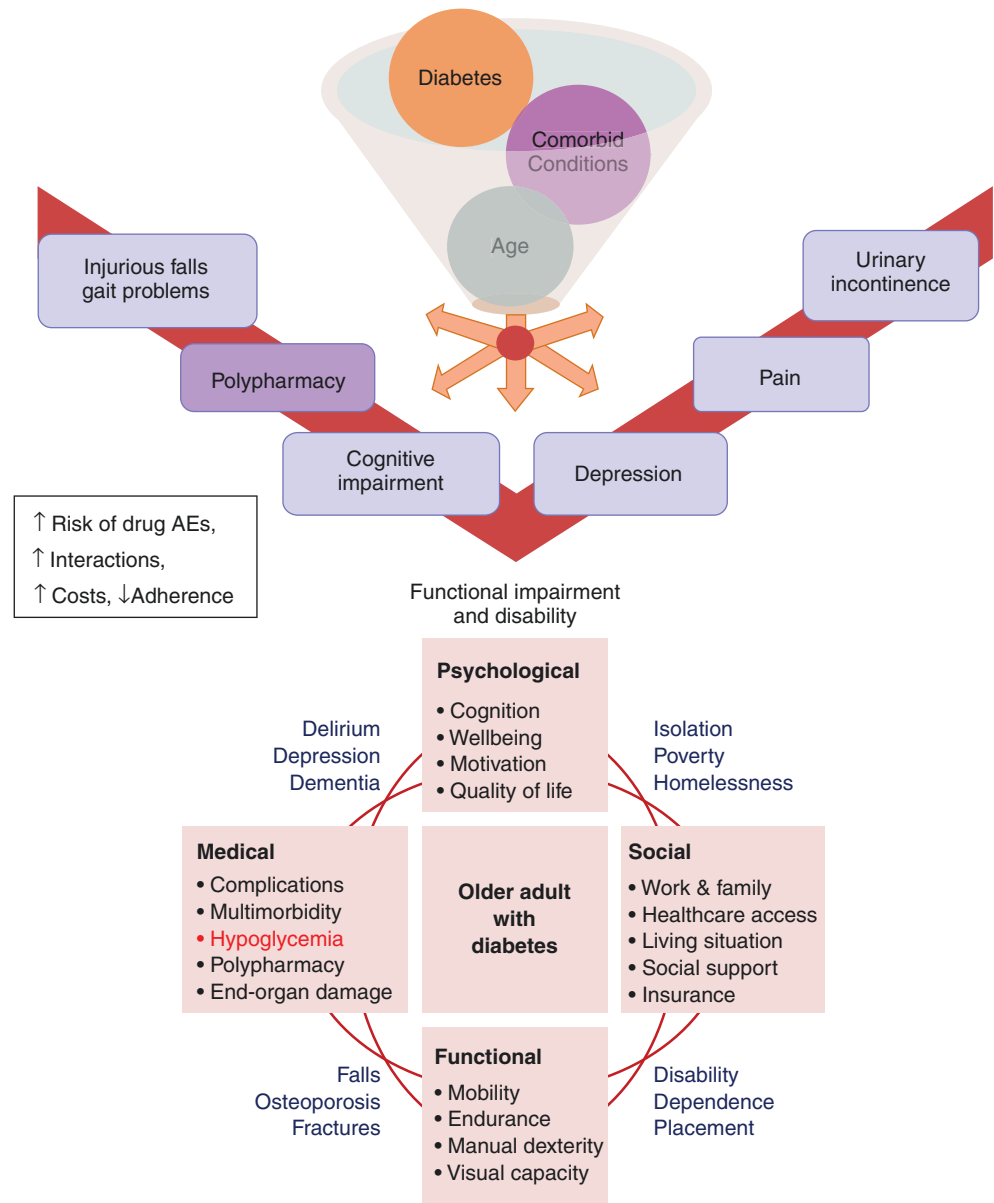 Diabetes
Comorbid
Conditions
Age
Injurious falls
gait problems
Polypharmacy
Cognitive
impairment
Urinary
incontinence
Pain
Depression
↑ Risk of drug AEs,
↑ Interactions,
↑ Costs, ↓Adherence
Functional impairment
and disability
Psychological
• Cognition
• Wellbeing
• Motivation
• Quality of life
Delirium
Depression
Dementia
Isolation
Poverty
Homelessness
Medical
• Complications
• Multimorbidity
• Hypoglycemia
• Polypharmacy
• End-organ damage
Older adult
with
diabetes
Social
• Work & family
• Healthcare access
• Living situation
• Social support
• Insurance
Falls
Osteoporosis
Fractures
Functional
• Mobility
• Endurance
• Manual dexterity
• Visual capacity
Disability
Dependence
Placement